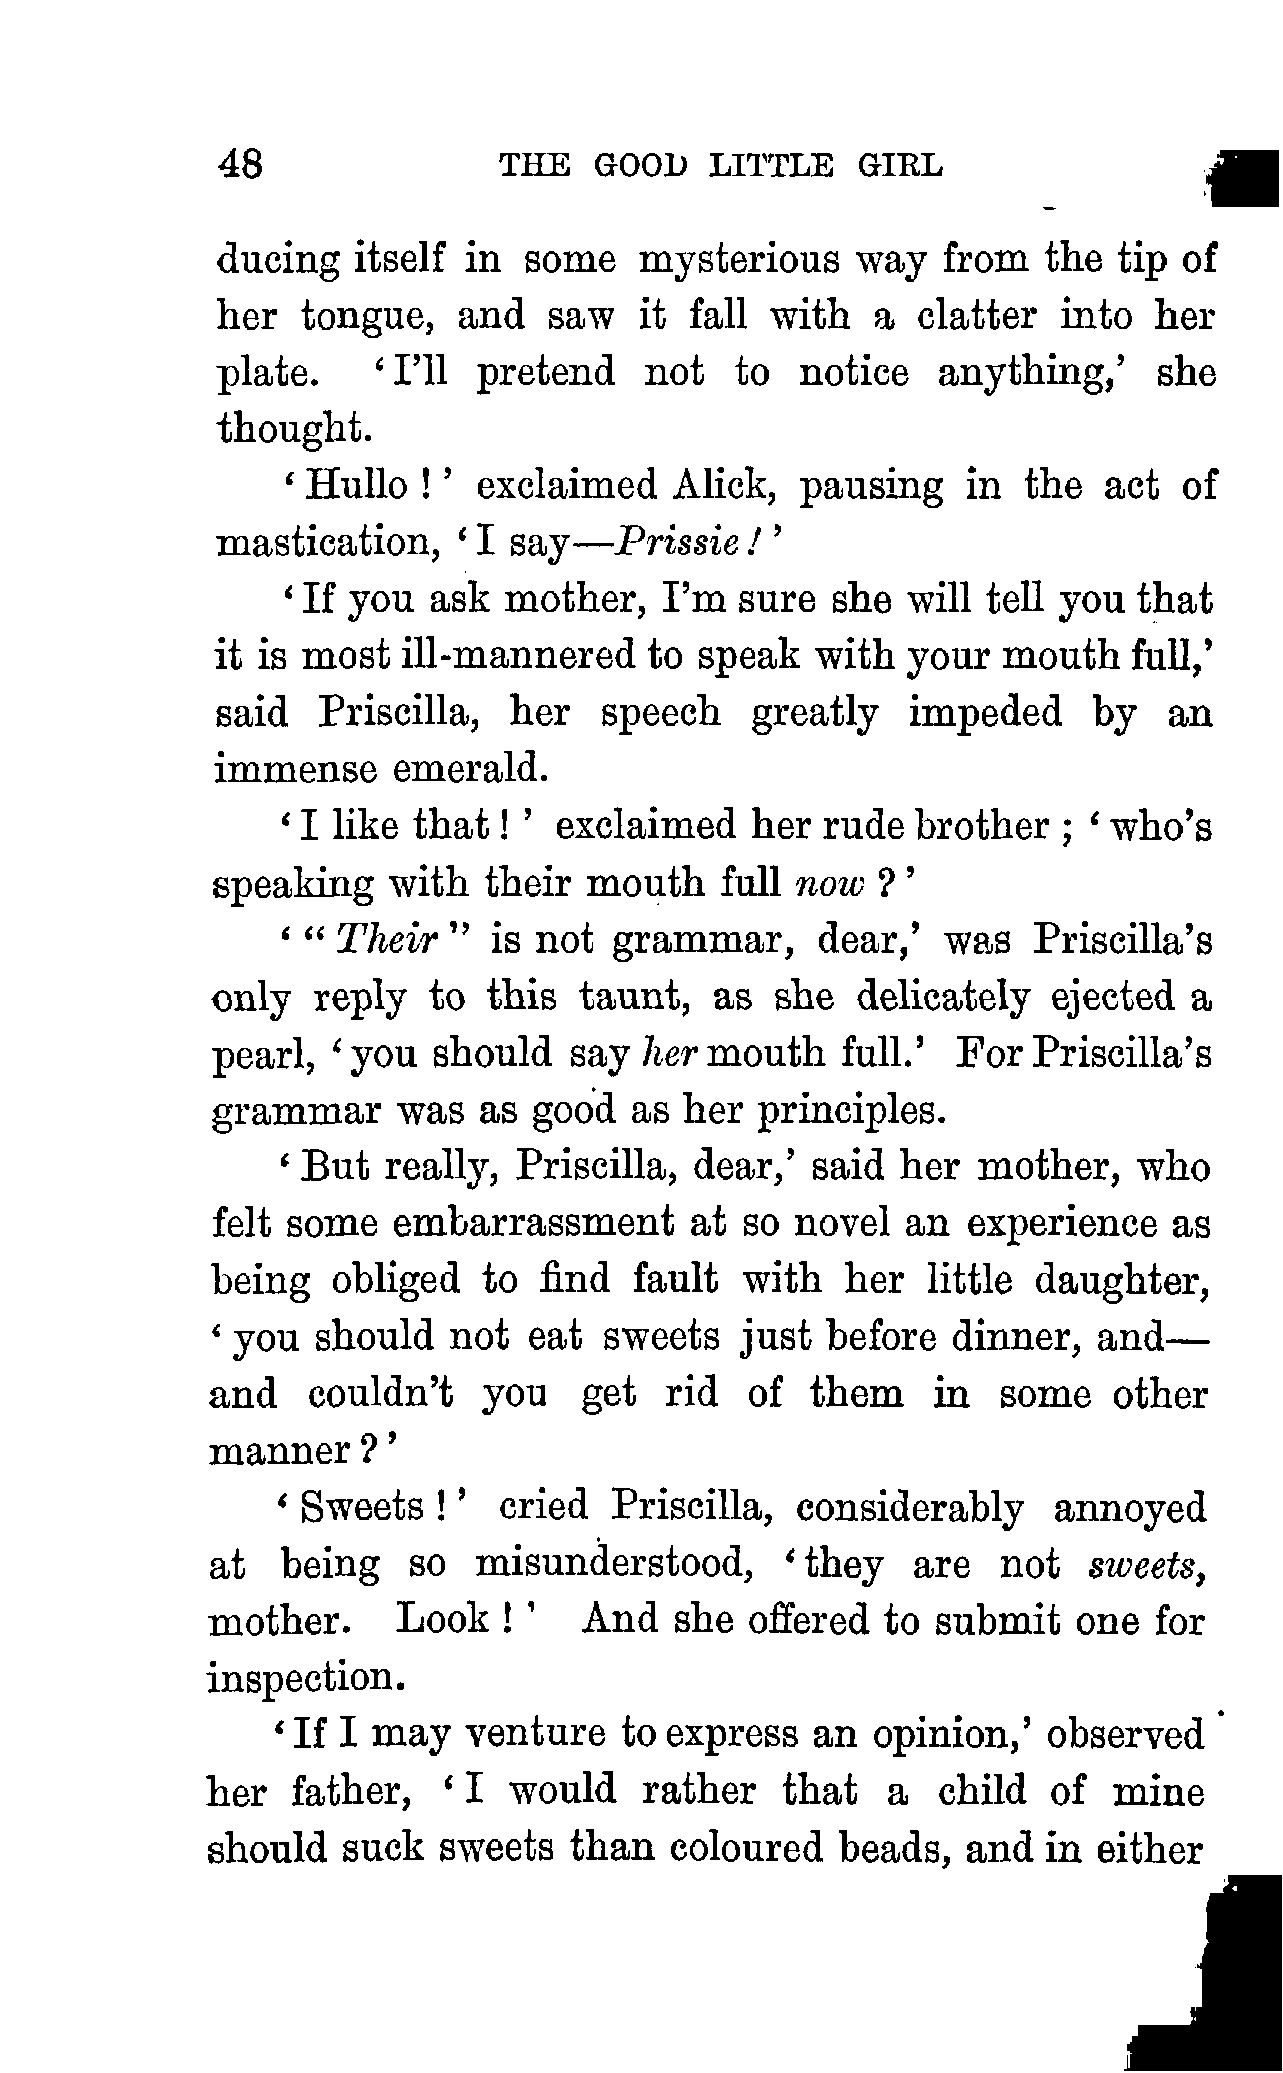 48 THE GOOD LITTLE GIRL
ducing itself in some mysterious way from the tip of
her tongue, and saw it fall with a clatter into her
plate. ‘I’ll pretend not to notice anything,’ she
thought.
‘Hullo!’ exclaimed Alick, pausing in the act of
mastication, ‘I say—Prissie!’
‘If you ask mother, I’m sure she will tell you that
it is most ill-mannered to speak with your mouth full,’
said Priscilla, her speech greatly impeded by an
immense emerald.
‘I like that!’ exclaimed her rude brother; ‘who’s
speaking with their mouth full now?’
‘“Their” is not grammar, dear,’ was Priscilla’s
only reply to this taunt, as she delicately ejected a
pearl, ‘you should say her mouth full.’ For Priscilla’s
grammar was as good as her principles.
‘But really, Priscilla, dear,’ said her mother, who
felt some embarrassment at so novel an experience as
being obliged to find fault with her little daughter,
‘you should not eat sweets just before dinner, and—
and couldn’t you get rid of them in some other
manner?’
‘Sweets!’ cried Priscilla, considerably annoyed
at being so misunderstood, ‘they are not sweets,
mother. Look!’ And she offered to submit one for
inspection.
‘If I may venture to express an opinion,’ observed
her father, ‘I would rather that a child of mine
should suck sweets than coloured beads, and in either